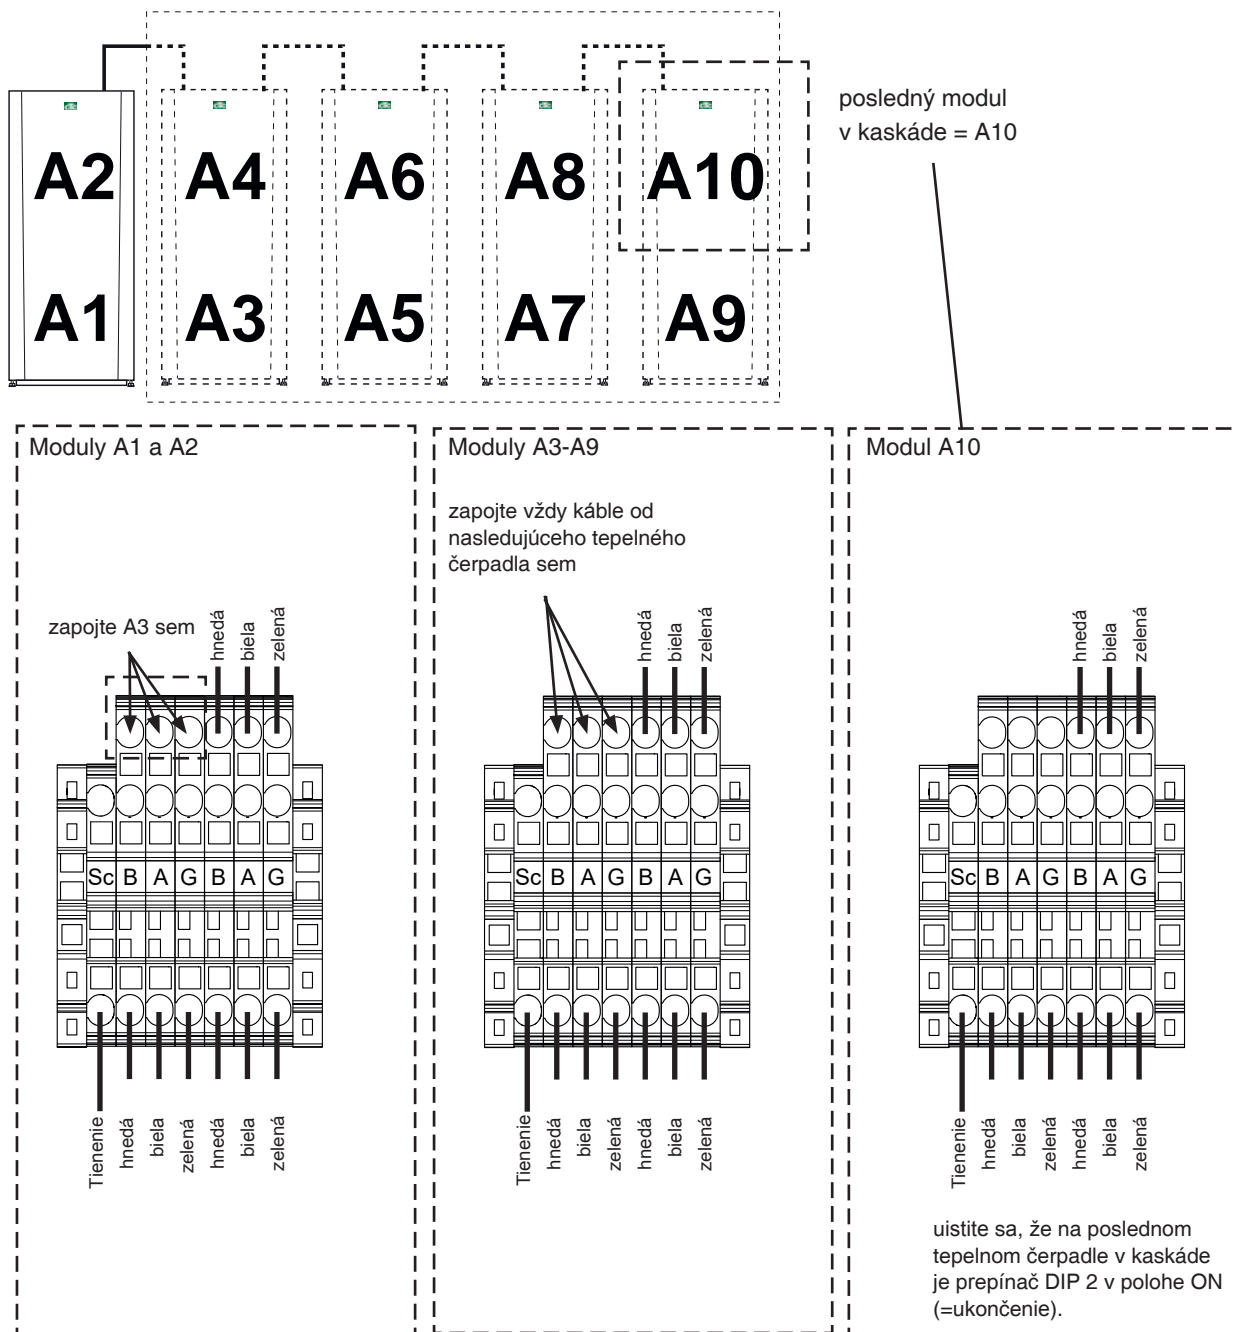 posledný modul
v kaskáde = A10
A2 A4 A6 A8 A10
A1 A3 A5 A7 A9
Moduly A1 a A2
zapojte A3 sem
hnedá
biela
zelená
Sc B A G B A G
Tienenie
hnedá
biela
zelená
hnedá
biela
zelená
Moduly A3-A9
zapojte vždy káble od
nasledujúceho tepelného
čerpadla sem
hnedá
biela
zelená
Sc B A G B A G
Tienenie
hnedá
biela
zelená
hnedá
biela
zelená
Modul A10
hnedá
biela
zelená
Sc B A G B A G
Tienenie
hnedá
biela
zelená
hnedá
biela
zelená
uistite sa, že na poslednom
tepelnom čerpadle v kaskáde
je prepínač DIP 2 v polohe ON
(=ukončenie).